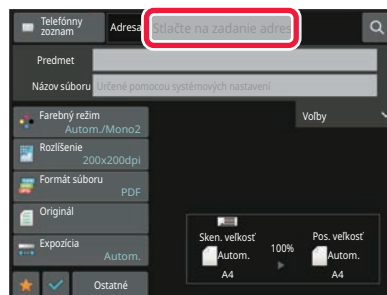 Telefónny
zoznam
Adresa
Stlačte na zadanie adres
Predmet
Názov súboru
Určené pomocou systémových nastavení
Voľby
Farebný režim
Autom./Mono2
Rozlíšenie
200x200dpi
Formát súboru
PDF
Originál
Expozícia
Autom.
Ostatné
Sken. veľkosť
Autom.
A4
100%
Pos. veľkosť
Autom.
A4